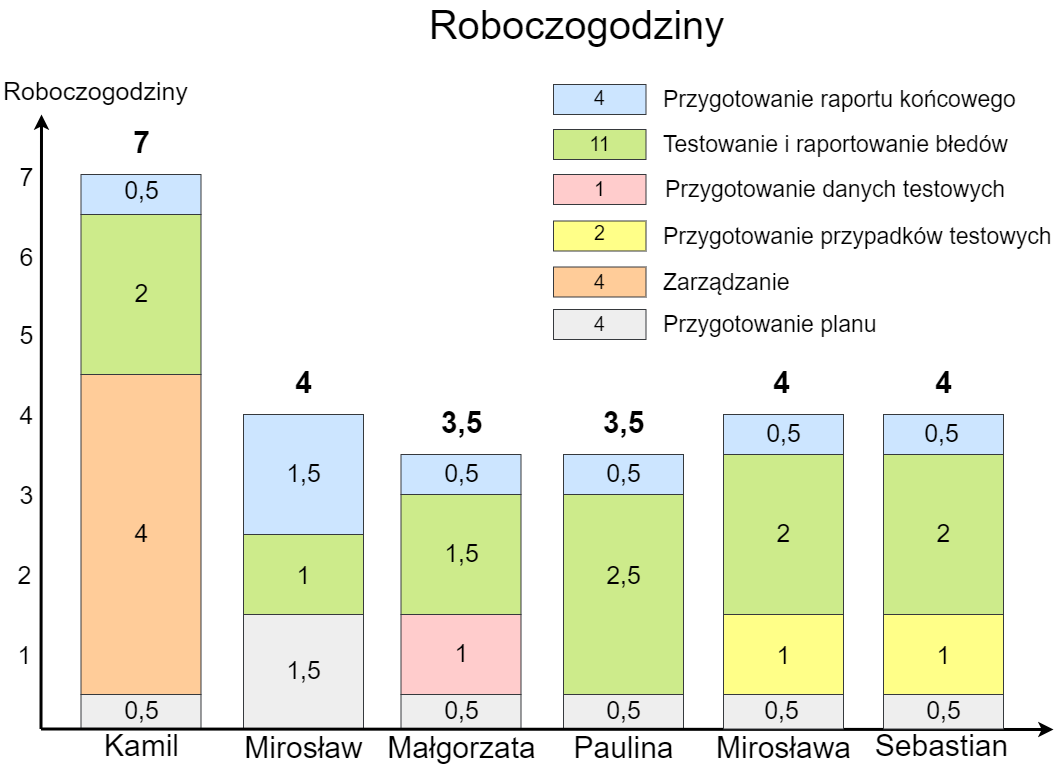 Roboczogodziny
Roboczogodziny
4 Przygotowanie raportu końcowego
11 Testowanie i raportowanie błedów
1 Przygotowanie danych testowych
2 Przygotowanie przypadków testowych
4 Zarządzanie
4 Przygotowanie planu
7
6
5
4
3
2
1
7
0,5
2
4
0,5
Kamil
4
1,5
1
1,5
Mirosław
3,5
0,5
1,5
1
0,5
Małgorzata
3,5
0,5
2,5
0,5
Paulina
4
0,5
2
1
0,5
Mirosława
4
0,5
2
1
0,5
Sebastian